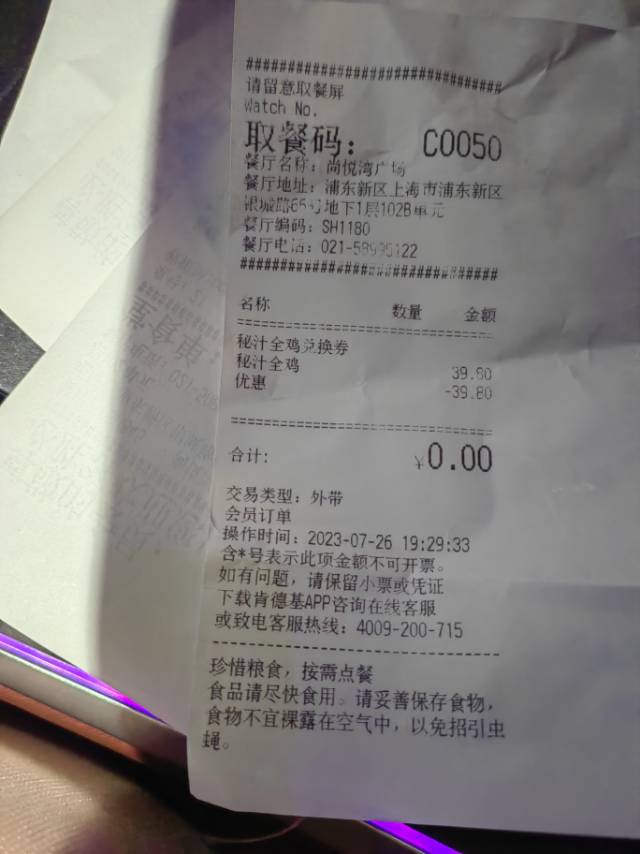 ################################
请留意取餐屏
Watch No.
取餐码： C0050
餐厅名称：尚悦湾广场
餐厅地址：浦东新区上海市浦东新区
银城路66号地下1层102B单元
餐厅编码：SH1180
餐厅电话：021-58995122
################################
名称 数量 金额
================================
秘汁全鸡兑换券
秘汁全鸡 39.80
优惠 -39.80
================================
合计： ¥0.00
交易类型：外带
会员订单
操作时间：2023-07-26 19:29:33
含*号表示此项金额不可开票。
如有问题，请保留小票或凭证
下载肯德基APP咨询在线客服
或致电客服热线：4009-200-715
--------------------------------
珍惜粮食，按需点餐
食品请尽快食用。请妥善保存食物，
食物不宜裸露在空气中，以免招引虫
蝇。